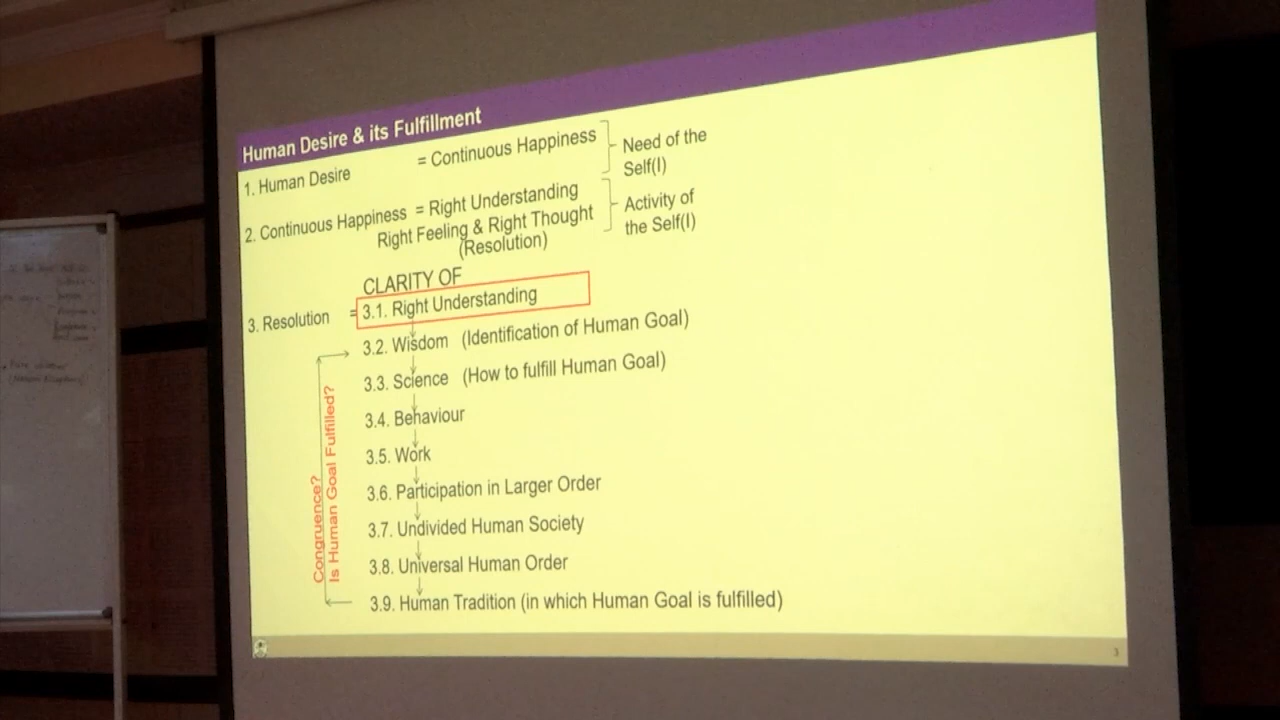 Human Desire & its Fulfillment
1. Human Desire = Continuous Happiness
Need of the
Self(I)
2. Continuous Happiness = Right Understanding
Right Feeling & Right Thought
(Resolution)
Activity of
the Self(I)
CLARITY OF
3. Resolution = 3.1. Right Understanding
3.2. Wisdom (Identification of Human Goal)
3.3. Science (How to fulfill Human Goal)
3.4. Behaviour
3.5. Work
3.6. Participation in Larger Order
3.7. Undivided Human Society
3.8. Universal Human Order
3.9. Human Tradition (in which Human Goal is fulfilled)
Congruence?
Is Human Goal Fulfilled?
3